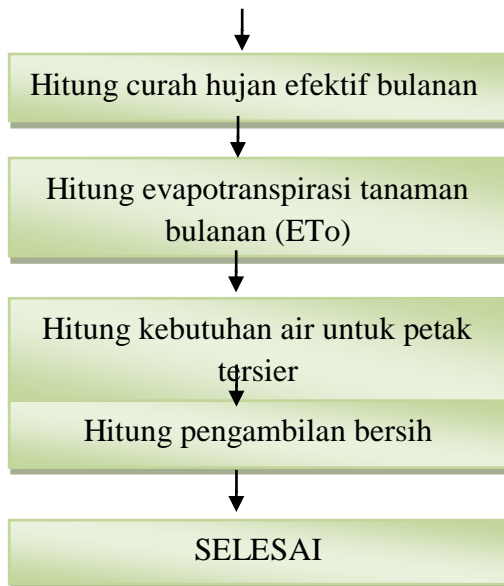 Hitung curah hujan efektif bulanan
Hitung evapotranspirasi tanaman
bulanan (ETo)
Hitung kebutuhan air untuk petak
tersier
Hitung pengambilan bersih
SELESAI